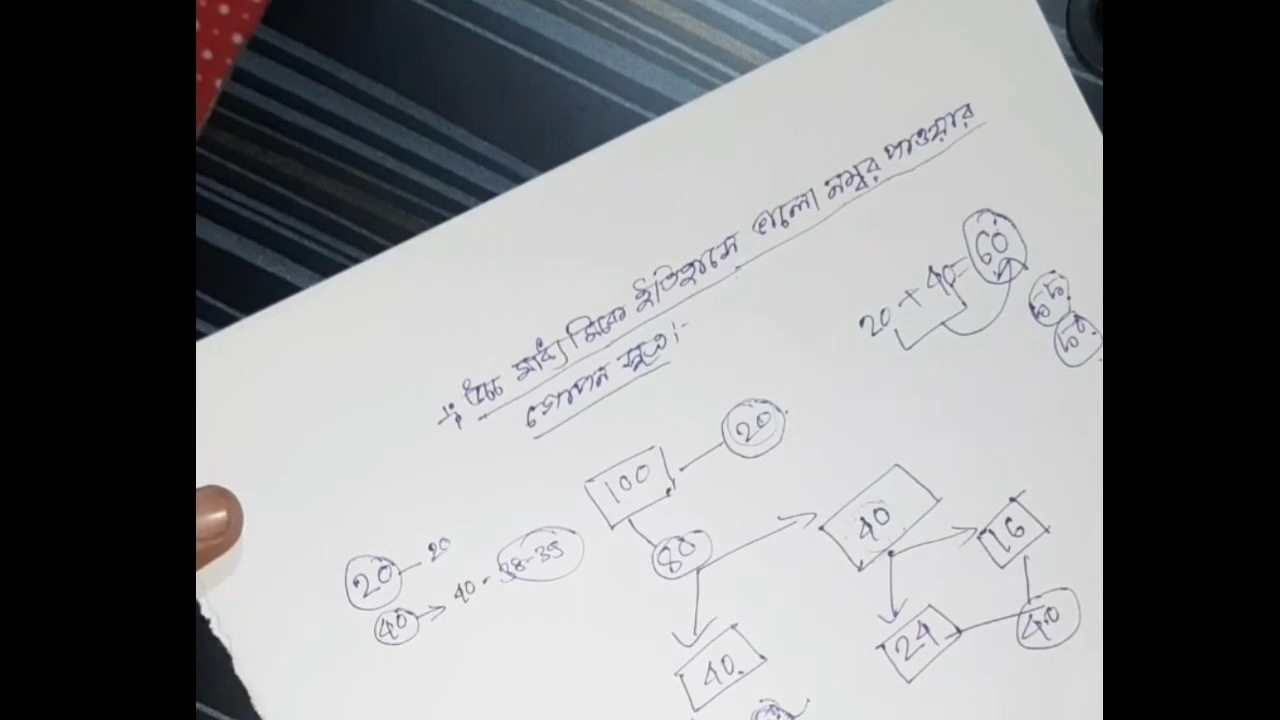 উচ্চ মাধ্যমিকে ইতিহাসে ভালো নম্বর পাওয়ার
গোপন সূত্র:-
20 + 40 = 60
100
20
80
40
16
24
40
40
20 - 20
40 → 40 - 38-39